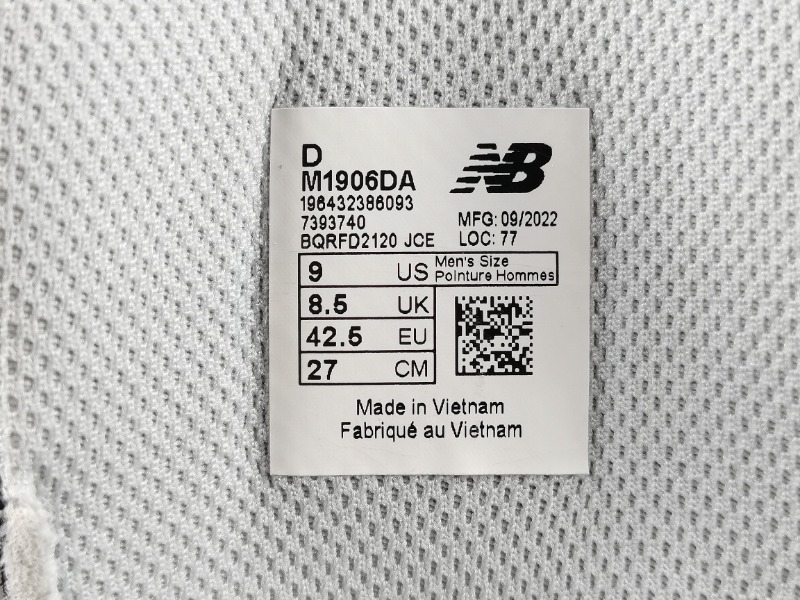 D
M1906DA
NB
196432386093
7393740
MFG: 09/2022
BQRFD2120 JCE
LOC: 77
9 US Men's Size
Pointure Hommes
8.5 UK
42.5 EU
27 CM
Made in Vietnam
Fabriqué au Vietnam